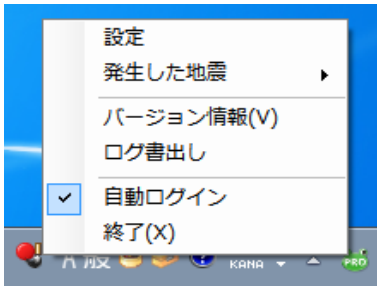 設定
発生した地震
バージョン情報(V)
ログ書出し
自動ログイン
終了(X)
A般
KANA
PRO